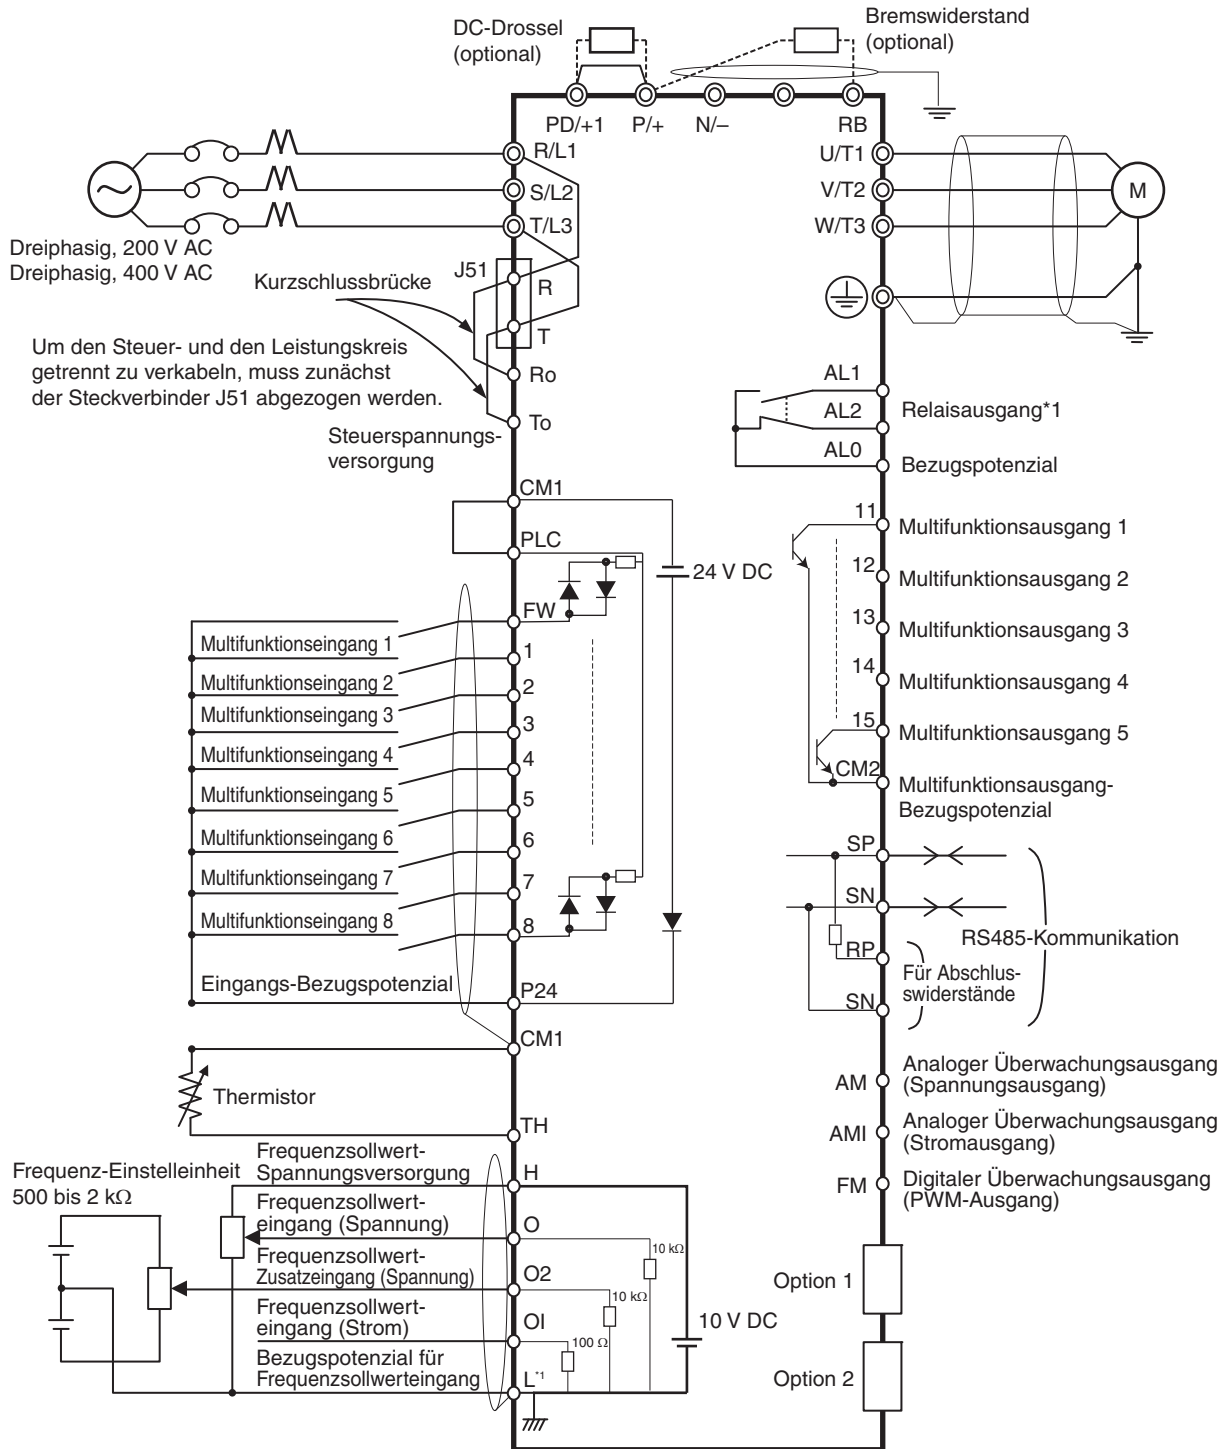 DC-Drossel
(optional)
Bremswiderstand
(optional)
PD/+1
P/+
N/–
RB
R/L1
S/L2
T/L3
U/T1
V/T2
W/T3
M
Dreiphasig, 200 V AC
Dreiphasig, 400 V AC
J51
R
T
Kurzschlussbrücke
Um den Steuer- und den Leistungskreis
getrennt zu verkabeln, muss zunächst
der Steckverbinder J51 abgezogen werden.
Ro
To
Steuerspannungs-
versorgung
AL1
AL2
Relaisausgang*1
AL0
Bezugspotenzial
CM1
PLC
24 V DC
FW
Multifunktionseingang 1
1
Multifunktionseingang 2
2
Multifunktionseingang 3
3
Multifunktionseingang 4
4
Multifunktionseingang 5
5
Multifunktionseingang 6
6
Multifunktionseingang 7
7
Multifunktionseingang 8
8
Eingangs-Bezugspotenzial
P24
CM1
Thermistor
TH
11
Multifunktionsausgang 1
12
Multifunktionsausgang 2
13
Multifunktionsausgang 3
14
Multifunktionsausgang 4
15
Multifunktionsausgang 5
CM2
Multifunktionsausgang-
Bezugspotenzial
SP
SN
RS485-Kommunikation
RP
Für Abschlus-
swiderstände
SN
AM
Analoger Überwachungsausgang
(Spannungsausgang)
AMI
Analoger Überwachungsausgang
(Stromausgang)
FM
Digitaler Überwachungsausgang
(PWM-Ausgang)
Frequenz-Einstelleinheit
500 bis 2 kΩ
Frequenzsollwert-
Spannungsversorgung
H
Frequenzsollwert-
eingang (Spannung)
O
10 kΩ
Frequenzsollwert-
Zusatzeingang (Spannung)
O2
10 kΩ
Frequenzsollwert-
eingang (Strom)
OI
100 Ω
10 V DC
Bezugspotenzial für
Frequenzsollwerteingang
L*1
Option 1
Option 2